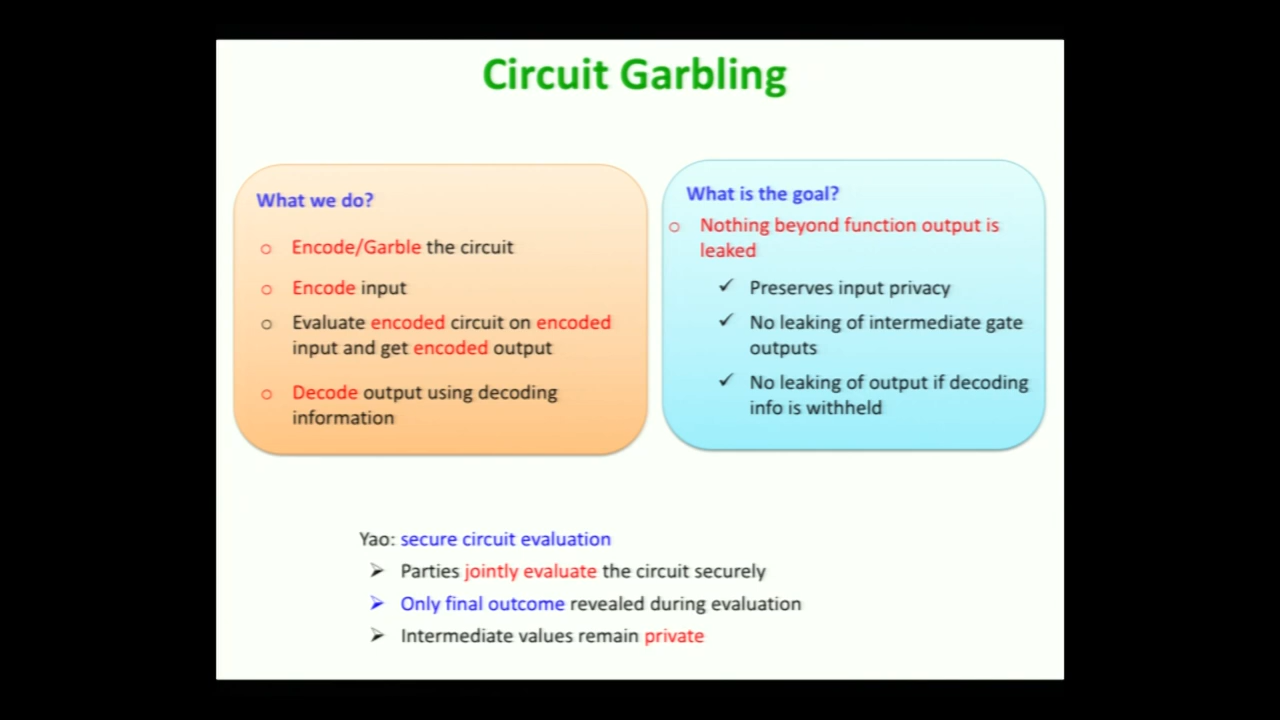 Circuit Garbling
What we do?
○ Encode/Garble the circuit
○ Encode input
○ Evaluate encoded circuit on encoded
input and get encoded output
○ Decode output using decoding
information
What is the goal?
○ Nothing beyond function output is
leaked
✓ Preserves input privacy
✓ No leaking of intermediate gate
outputs
✓ No leaking of output if decoding
info is withheld
Yao: secure circuit evaluation
➢ Parties jointly evaluate the circuit securely
➢ Only final outcome revealed during evaluation
➢ Intermediate values remain private